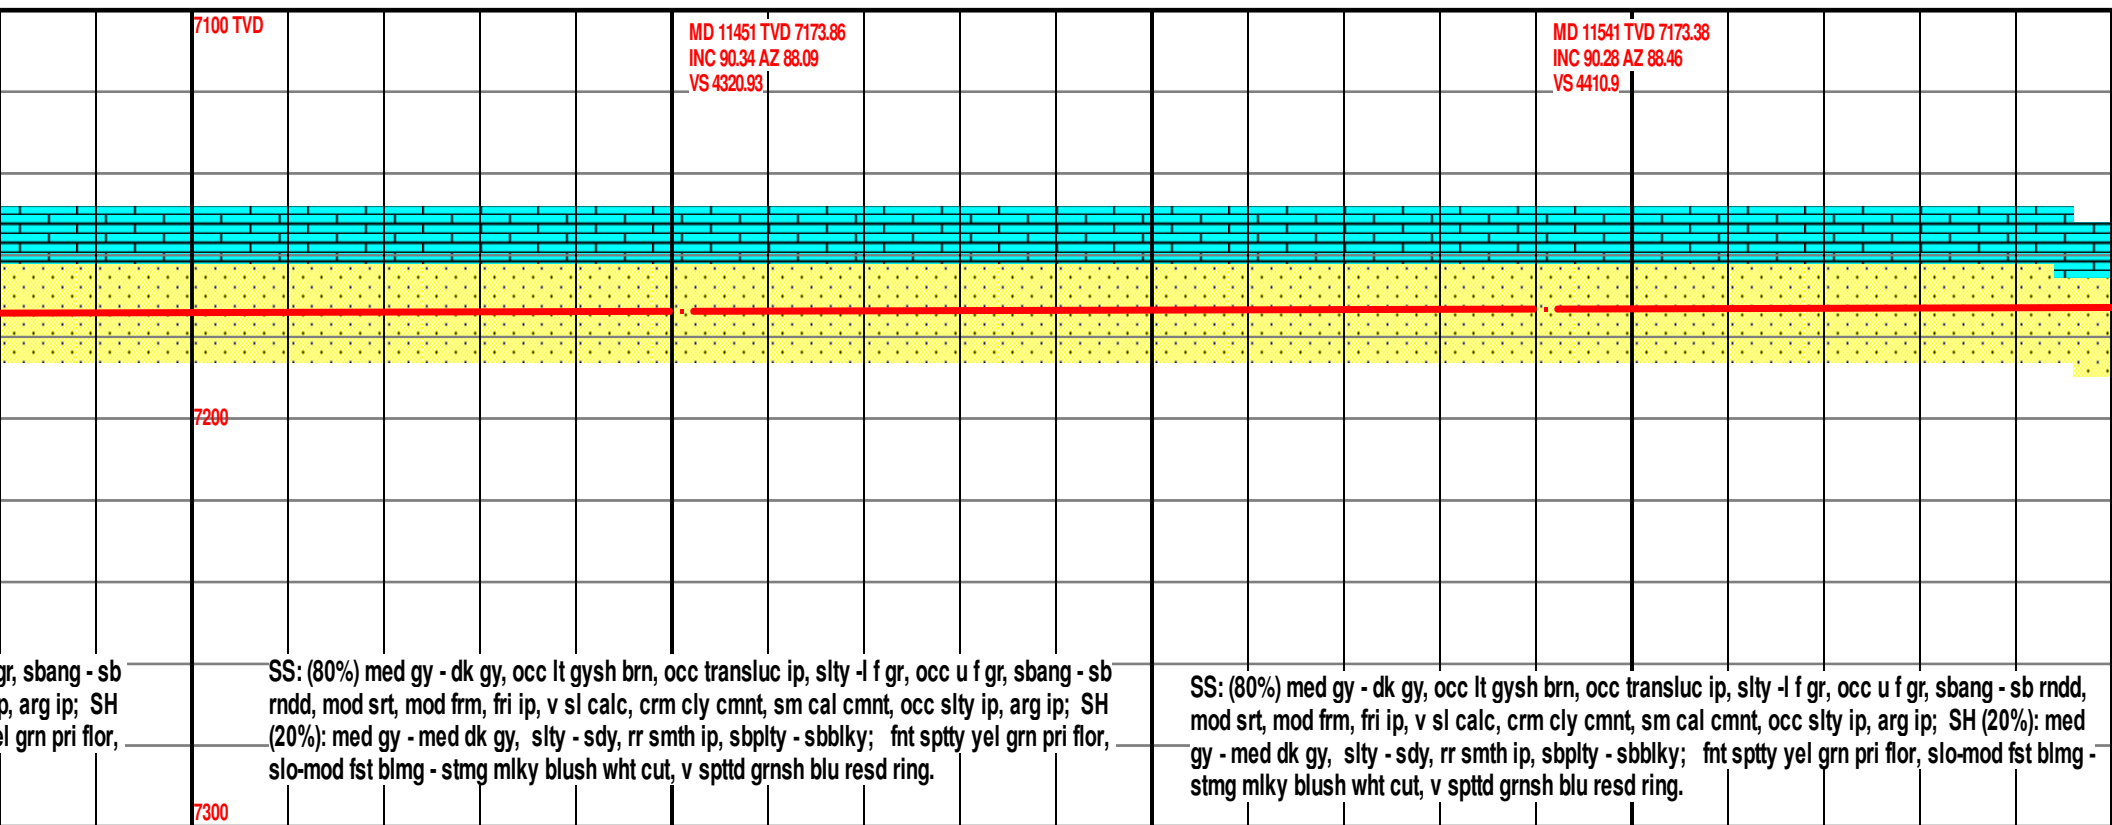 7100 TVD
MD 11451 TVD 7173.86
INC 90.34 AZ 88.09
VS 4320.93
MD 11541 TVD 7173.38
INC 90.28 AZ 88.46
VS 4410.9
7200
gr, sbang - sb
p, arg ip;  SH
el grn pri flor,
SS: (80%) med gy - dk gy, occ lt gysh brn, occ transluc ip, slty -l f gr, occ u f gr, sbang - sb
rndd, mod srt, mod frm, fri ip, v sl calc, crm cly cmnt, sm cal cmnt, occ slty ip, arg ip;  SH
(20%): med gy - med dk gy,  slty - sdy, rr smth ip, sbplty - sbblky;   fnt sptty yel grn pri flor,
slo-mod fst blmg - stmg mlky blush wht cut, v spttd grnsh blu resd ring.
SS: (80%) med gy - dk gy, occ lt gysh brn, occ transluc ip, slty -l f gr, occ u f gr, sbang - sb rndd,
mod srt, mod frm, fri ip, v sl calc, crm cly cmnt, sm cal cmnt, occ slty ip, arg ip;  SH (20%): med
gy - med dk gy,  slty - sdy, rr smth ip, sbplty - sbblky;   fnt sptty yel grn pri flor, slo-mod fst blmg -
stmg mlky blush wht cut, v spttd grnsh blu resd ring.
7300